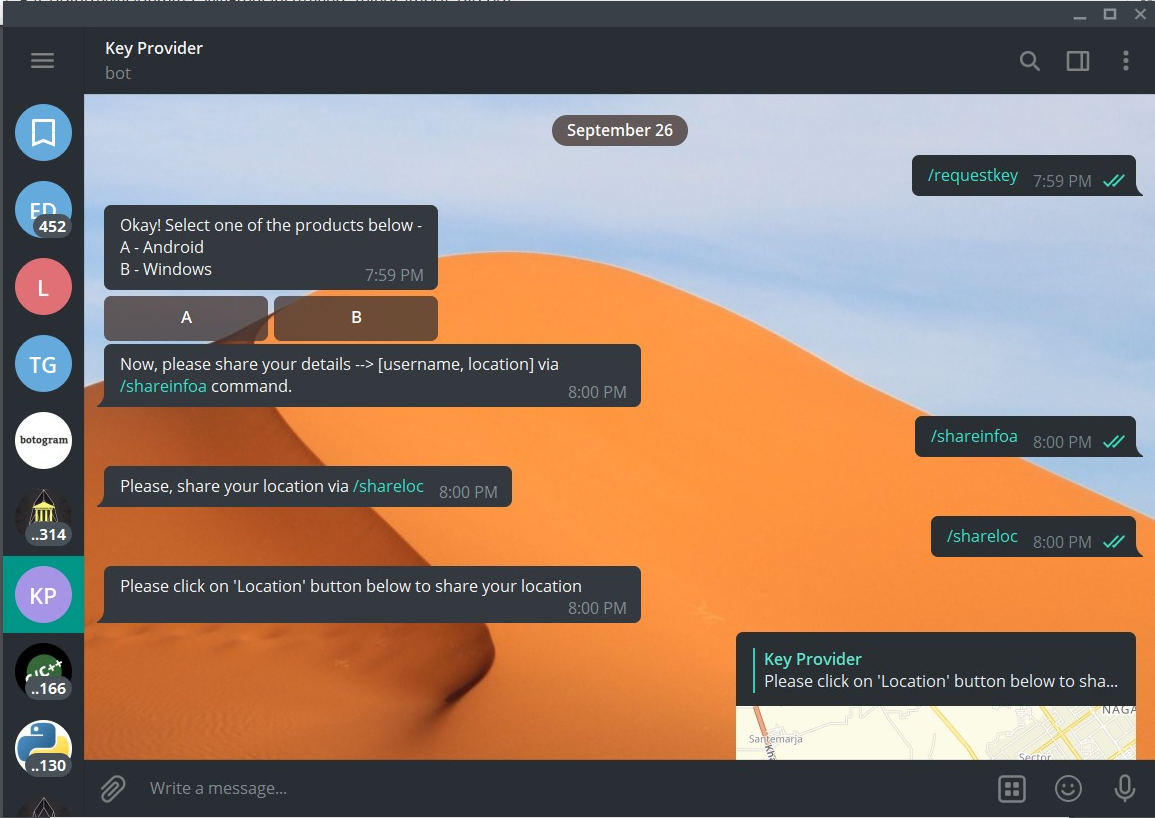 Key Provider
bot
September 26
/requestkey 7:59 PM
Okay! Select one of the products below -
A - Android
B - Windows
7:59 PM
A
B
Now, please share your details --> [username, location] via
/shareinfoa command.
8:00 PM
/shareinfoa 8:00 PM
Please, share your location via /shareloc 8:00 PM
/shareloc 8:00 PM
Please click on 'Location' button below to share your location
8:00 PM
Key Provider
Please click on 'Location' button below to sha...
NAGA
Santemarja
Sector
Write a message...
452
L
TG
botogram
..314
KP
..166
..130